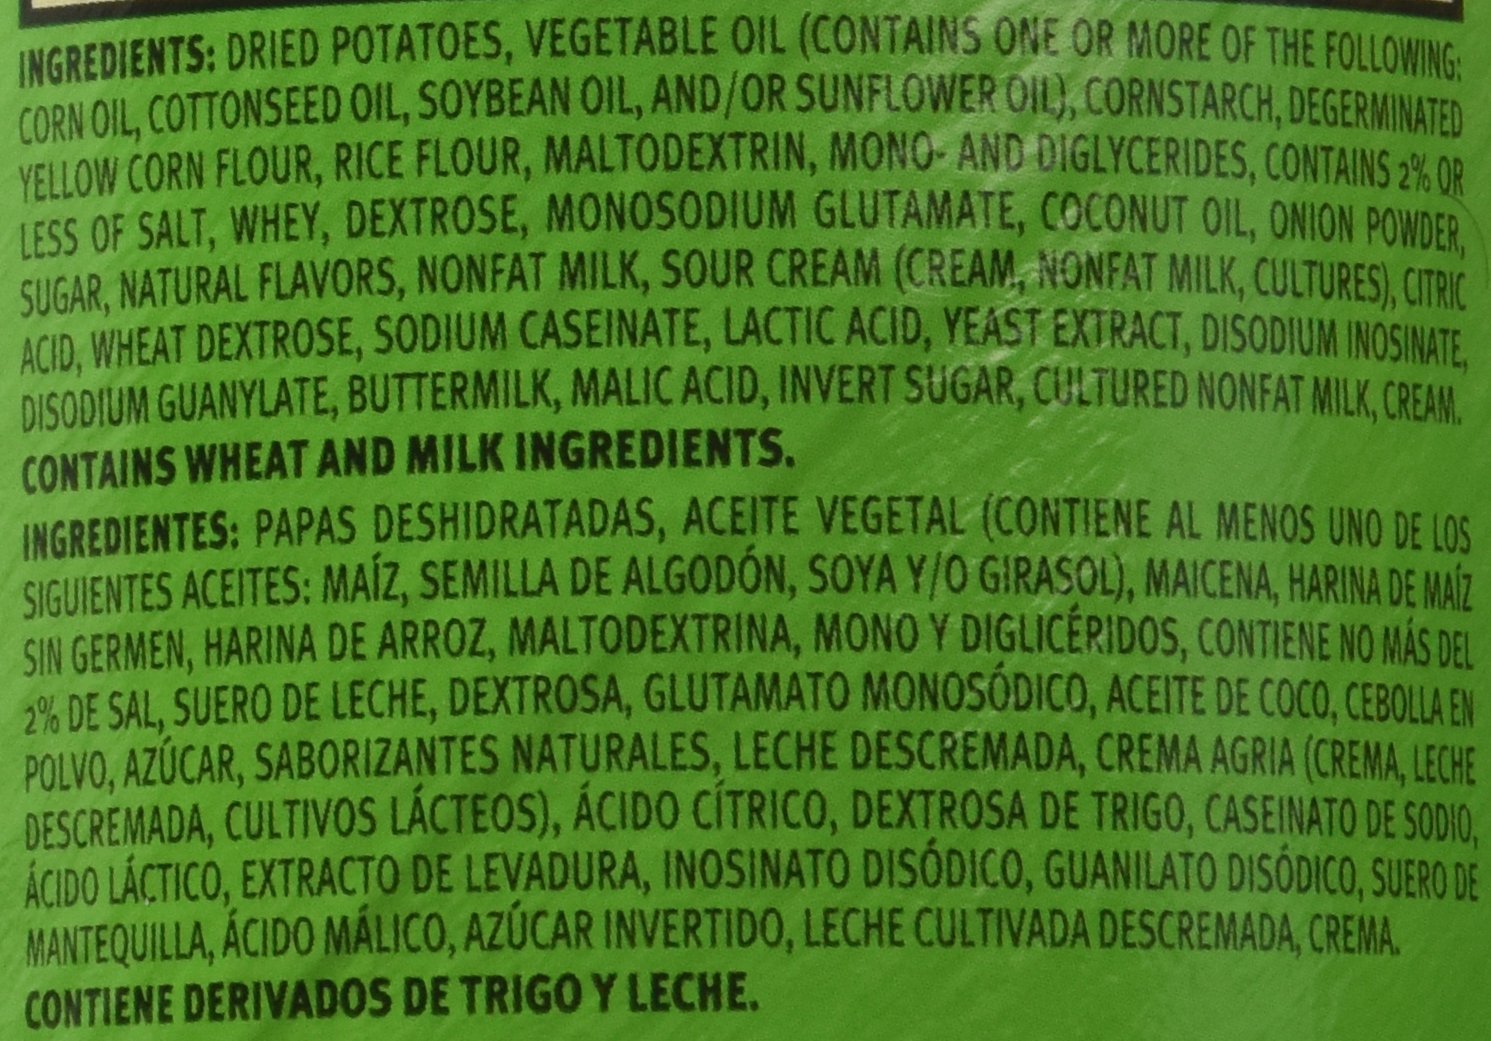 INGREDIENTS: DRIED POTATOES, VEGETABLE OIL (CONTAINS ONE OR MORE OF THE FOLLOWING:
CORN OIL, COTTONSEED OIL, SOYBEAN OIL, AND/OR SUNFLOWER OIL), CORNSTARCH, DEGERMINATED
YELLOW CORN FLOUR, RICE FLOUR, MALTODEXTRIN, MONO- AND DIGLYCERIDES, CONTAINS 2% OR
LESS OF SALT, WHEY, DEXTROSE, MONOSODIUM GLUTAMATE, COCONUT OIL, ONION POWDER,
SUGAR, NATURAL FLAVORS, NONFAT MILK, SOUR CREAM (CREAM, NONFAT MILK, CULTURES), CITRIC
ACID, WHEAT DEXTROSE, SODIUM CASEINATE, LACTIC ACID, YEAST EXTRACT, DISODIUM INOSINATE,
DISODIUM GUANYLATE, BUTTERMILK, MALIC ACID, INVERT SUGAR, CULTURED NONFAT MILK, CREAM.
CONTAINS WHEAT AND MILK INGREDIENTS.
INGREDIENTES: PAPAS DESHIDRATADAS, ACEITE VEGETAL (CONTIENE AL MENOS UNO DE LOS
SIGUIENTES ACEITES: MAÍZ, SEMILLA DE ALGODÓN, SOYA Y/O GIRASOL), MAICENA, HARINA DE MAÍZ
SIN GERMEN, HARINA DE ARROZ, MALTODEXTRINA, MONO Y DIGLICÉRIDOS, CONTIENE NO MÁS DEL
2% DE SAL, SUERO DE LECHE, DEXTROSA, GLUTAMATO MONOSÓDICO, ACEITE DE COCO, CEBOLLA EN
POLVO, AZÚCAR, SABORIZANTES NATURALES, LECHE DESCREMADA, CREMA AGRIA (CREMA, LECHE
DESCREMADA, CULTIVOS LÁCTEOS), ÁCIDO CÍTRICO, DEXTROSA DE TRIGO, CASEINATO DE SODIO,
ÁCIDO LÁCTICO, EXTRACTO DE LEVADURA, INOSINATO DISÓDICO, GUANILATO DISÓDICO, SUERO DE
MANTEQUILLA, ÁCIDO MÁLICO, AZÚCAR INVERTIDO, LECHE CULTIVADA DESCREMADA, CREMA.
CONTIENE DERIVADOS DE TRIGO Y LECHE.